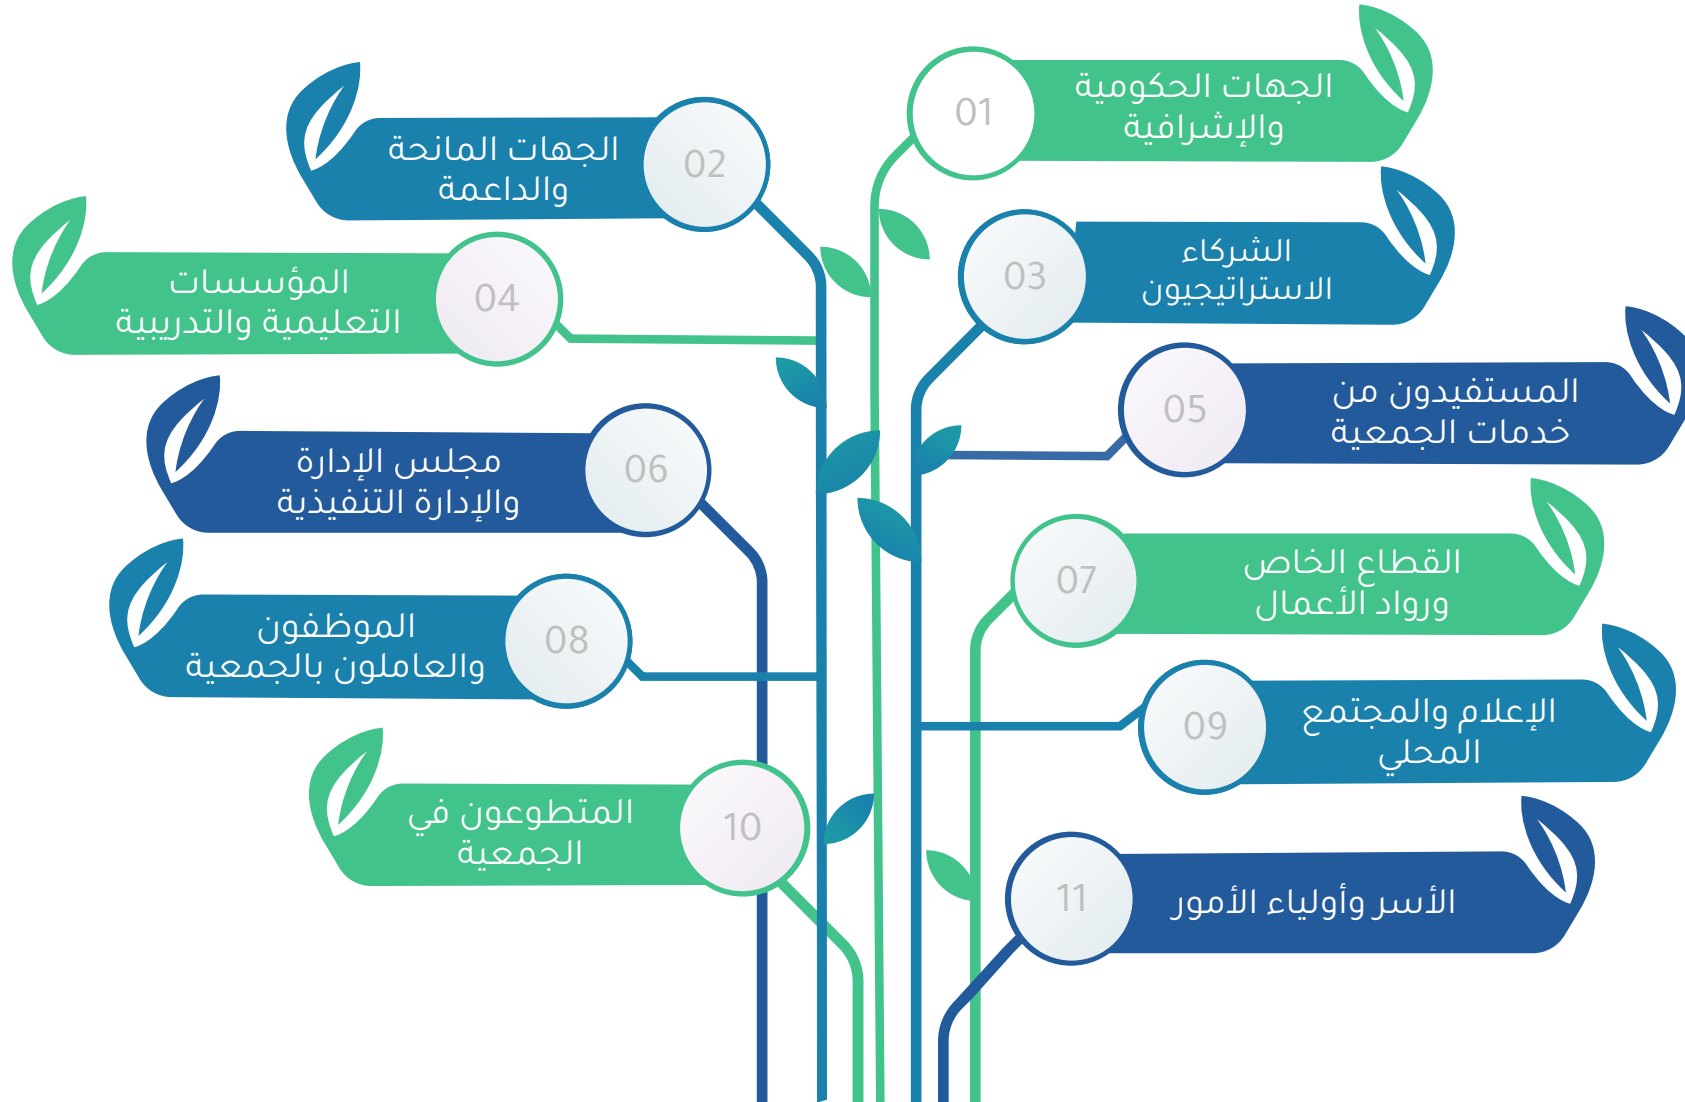 01
الجهات الحكومية
والإشرافية
02
الجهات المانحة
والداعمة
03
الشركاء
الاستراتيجيون
04
المؤسسات
التعليمية والتدريبية
05
المستفيدون من
خدمات الجمعية
06
مجلس الإدارة
والإدارة التنفيذية
07
القطاع الخاص
ورواد الأعمال
08
الموظفون
والعاملون بالجمعية
09
الإعلام والمجتمع
المحلي
10
المتطوعون في
الجمعية
11
الأسر وأولياء الأمور